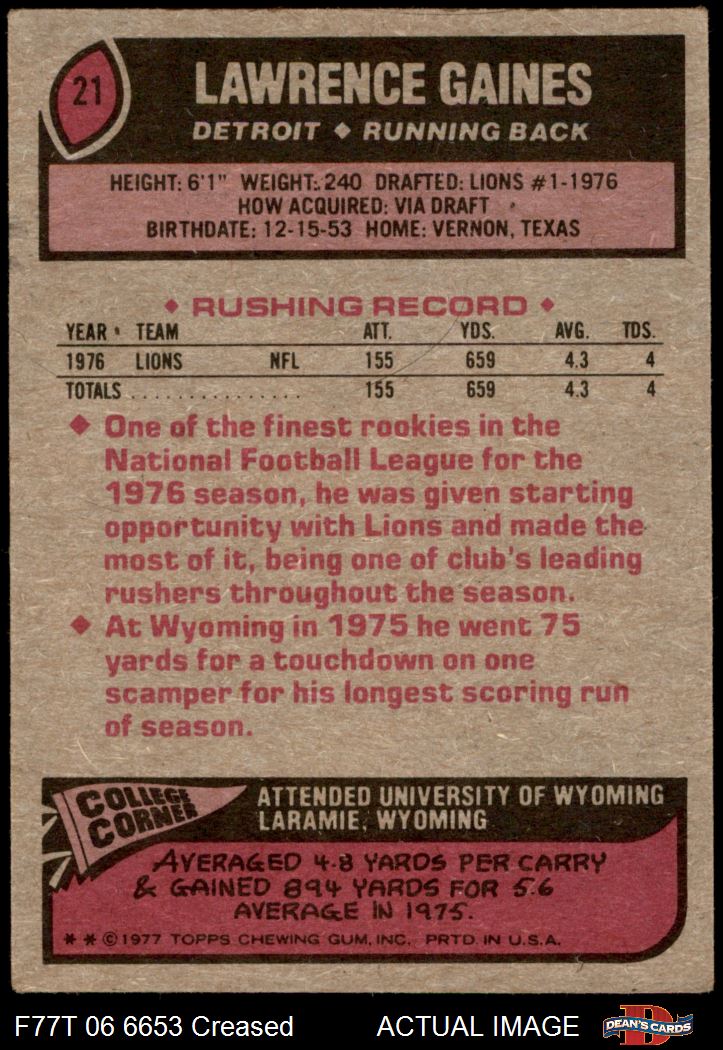 21
LAWRENCE GAINES
DETROIT ◆ RUNNING BACK
HEIGHT: 6'1" WEIGHT: 240 DRAFTED: LIONS #1-1976
HOW ACQUIRED: VIA DRAFT
BIRTHDATE: 12-15-53 HOME: VERNON, TEXAS
◆ RUSHING RECORD ◆
YEAR TEAM ATT. YDS. AVG. TDS.
1976 LIONS NFL 155 659 4.3 4
TOTALS . . . . . . . . . . . . . . . 155 659 4.3 4
◆ One of the finest rookies in the
National Football League for the
1976 season, he was given starting
opportunity with Lions and made the
most of it, being one of club's leading
rushers throughout the season.
◆ At Wyoming in 1975 he went 75
yards for a touchdown on one
scamper for his longest scoring run
of season.
COLLEGE
CORNER
ATTENDED UNIVERSITY OF WYOMING
LARAMIE, WYOMING
AVERAGED 4.8 YARDS PER CARRY
& GAINED 894 YARDS FOR 5.6
AVERAGE IN 1975.
* * © 1977 TOPPS CHEWING GUM, INC. PRTD. IN U.S.A.
F77T 06 6653 Creased ACTUAL IMAGE
DEAN'S CARDS